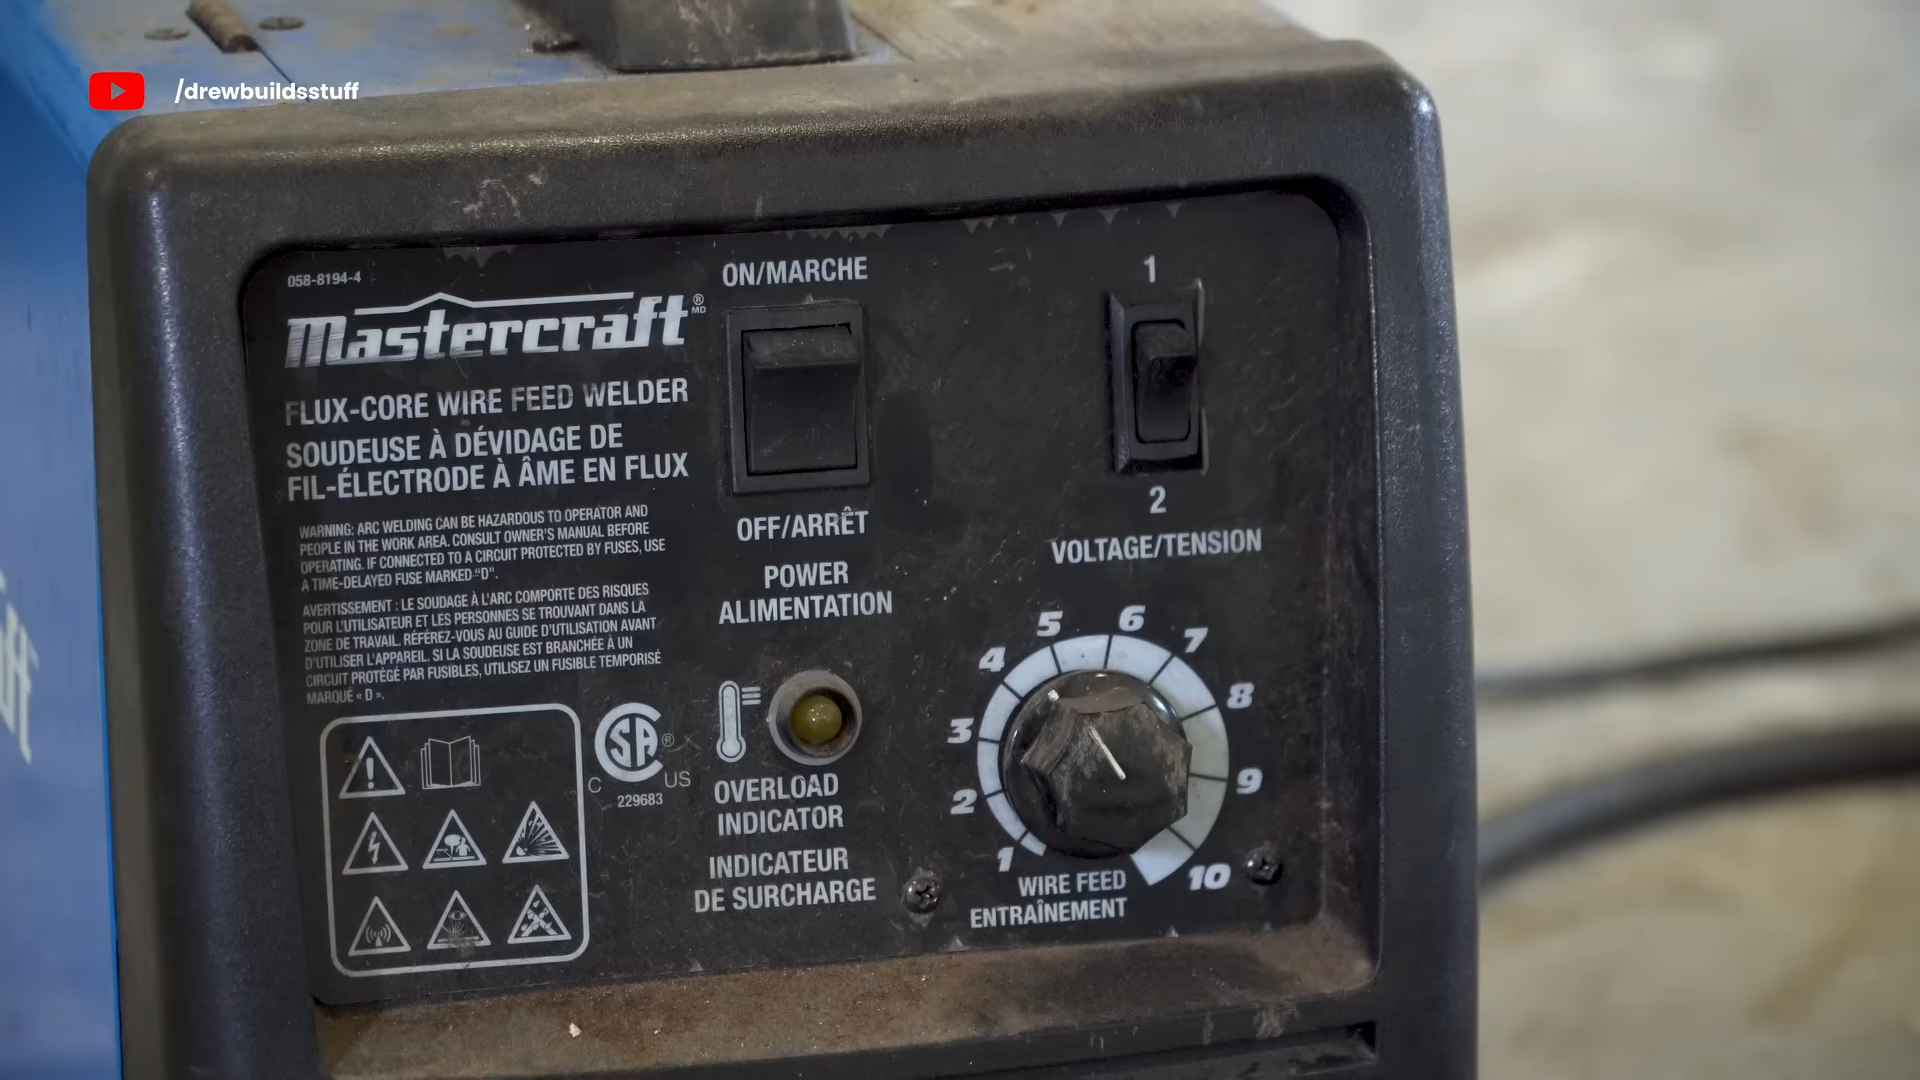 /drewbuildsstuff
058-8194-4
Mastercraft®
MD
FLUX-CORE WIRE FEED WELDER
SOUDEUSE À DÉVIDAGE DE
FIL-ÉLECTRODE À ÂME EN FLUX
WARNING: ARC WELDING CAN BE HAZARDOUS TO OPERATOR AND
PEOPLE IN THE WORK AREA. CONSULT OWNER'S MANUAL BEFORE
OPERATING. IF CONNECTED TO A CIRCUIT PROTECTED BY FUSES, USE
A TIME-DELAYED FUSE MARKED "D".
AVERTISSEMENT : LE SOUDAGE À L'ARC COMPORTE DES RISQUES
POUR L'UTILISATEUR ET LES PERSONNES SE TROUVANT DANS LA
ZONE DE TRAVAIL. RÉFÉREZ-VOUS AU GUIDE D'UTILISATION AVANT
D'UTILISER L'APPAREIL. SI LA SOUDEUSE EST BRANCHÉE À UN
CIRCUIT PROTÉGÉ PAR FUSIBLES, UTILISEZ UN FUSIBLE TEMPORISÉ
MARQUÉ « D ».
C SA® US
229683
ON/MARCHE
OFF/ARRÊT
POWER
ALIMENTATION
OVERLOAD
INDICATOR
INDICATEUR
DE SURCHARGE
1
2
VOLTAGE/TENSION
1
2
3
4
5
6
7
8
9
10
WIRE FEED
ENTRAÎNEMENT